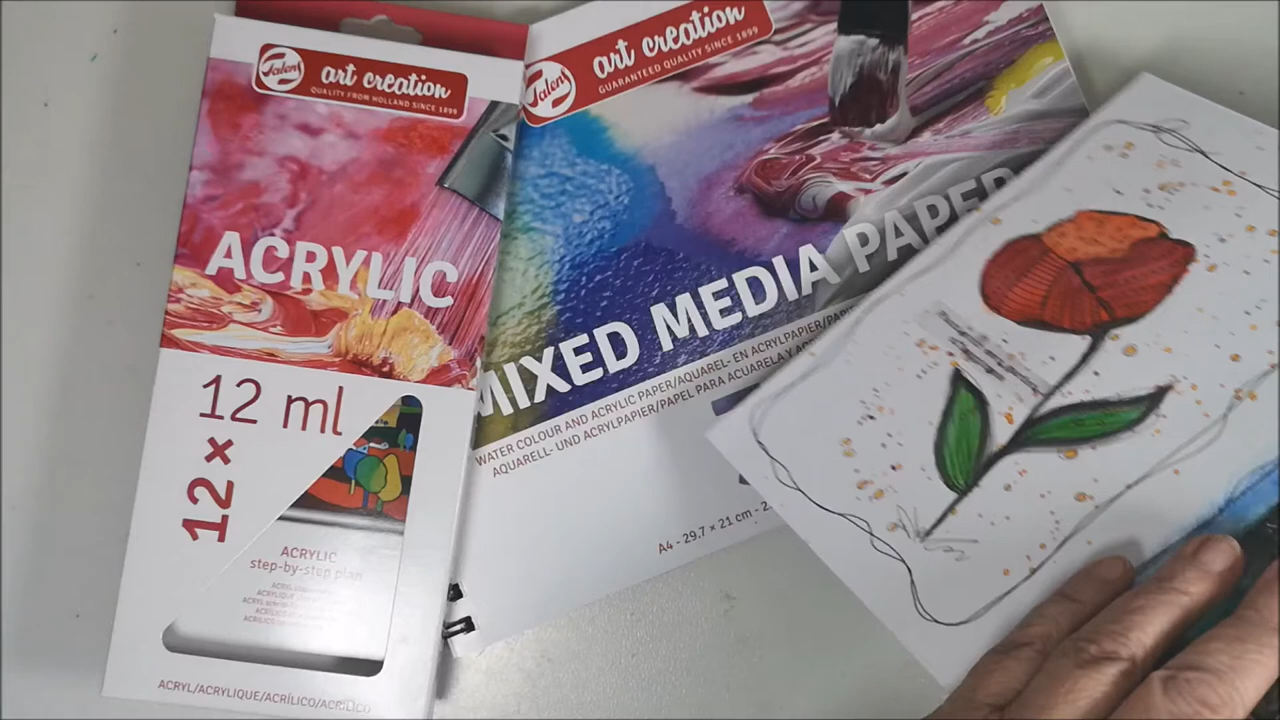 Talens
art creation
QUALITY FROM HOLLAND SINCE 1899
ACRYLIC
12 ml
12 ×
ACRYLIC
step-by-step plan
ACRYL/ACRYLIQUE/ACRÍLICO/ACRILICO
Talens
art creation
GUARANTEED QUALITY SINCE 1899
MIXED MEDIA PAPER
WATER COLOUR AND ACRYLIC PAPER/AQUAREL- EN ACRYLPAPIER/
AQUARELL- UND ACRYLPAPIER/PAPEL PARA ACUARELA Y
A4 - 29.7 × 21 cm -